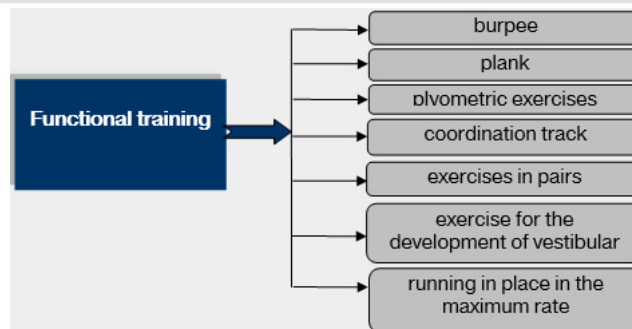 Functional training
burpee
plank
plyometric exercises
coordination track
exercises in pairs
exercise for the
development of vestibular
running in place in the
maximum rate